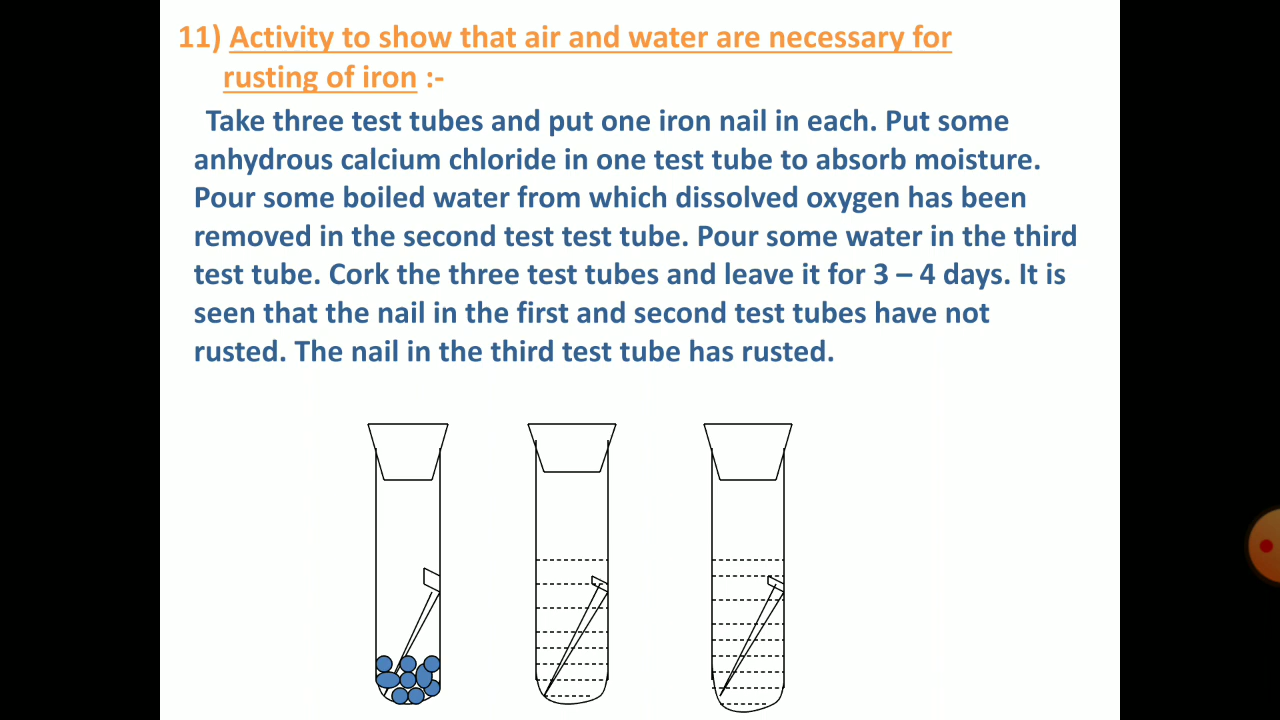 11) Activity to show that air and water are necessary for
rusting of iron :-
Take three test tubes and put one iron nail in each. Put some
anhydrous calcium chloride in one test tube to absorb moisture.
Pour some boiled water from which dissolved oxygen has been
removed in the second test test tube. Pour some water in the third
test tube. Cork the three test tubes and leave it for 3 – 4 days. It is
seen that the nail in the first and second test tubes have not
rusted. The nail in the third test tube has rusted.